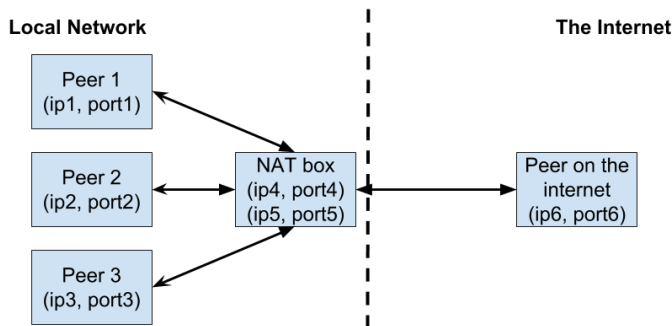 Local Network
The Internet
Peer 1
(ip1, port1)
Peer 2
(ip2, port2)
Peer 3
(ip3, port3)
NAT box
(ip4, port4)
(ip5, port5)
Peer on the
internet
(ip6, port6)